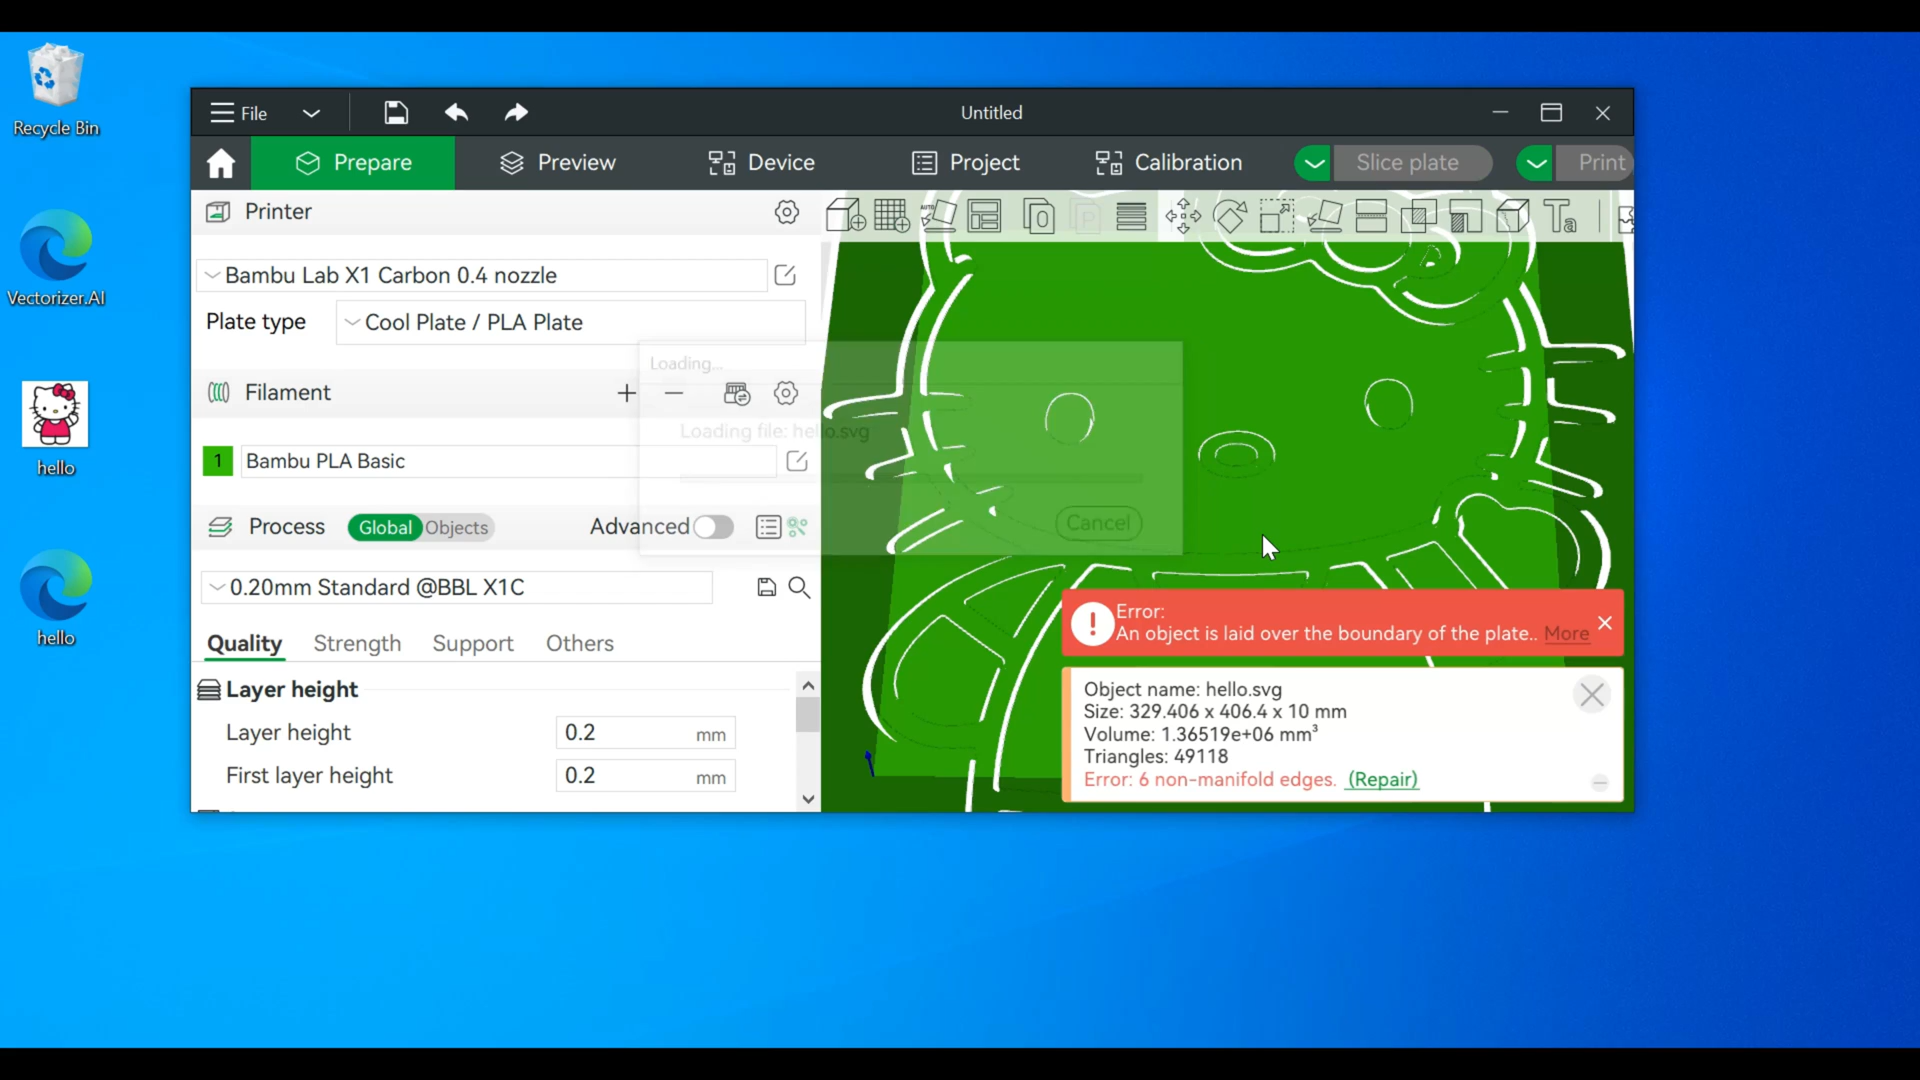 Recycle Bin
Vectorizer.AI
hello
hello
File
Untitled
Prepare
Preview
Device
Project
Calibration
Slice plate
Print
Printer
Bambu Lab X1 Carbon 0.4 nozzle
Plate type
Cool Plate / PLA Plate
Loading...
Filament
Loading file: hello.svg
1
Bambu PLA Basic
Cancel
Process
Global
Objects
Advanced
0.20mm Standard @BBL X1C
Quality
Strength
Support
Others
Layer height
Layer height
0.2
mm
First layer height
0.2
mm
AUTO
0
P
Ta
Error:
An object is laid over the boundary of the plate.. More
Object name: hello.svg
Size: 329.406 x 406.4 x 10 mm
Volume: 1.36519e+06 mm³
Triangles: 49118
Error: 6 non-manifold edges. (Repair)